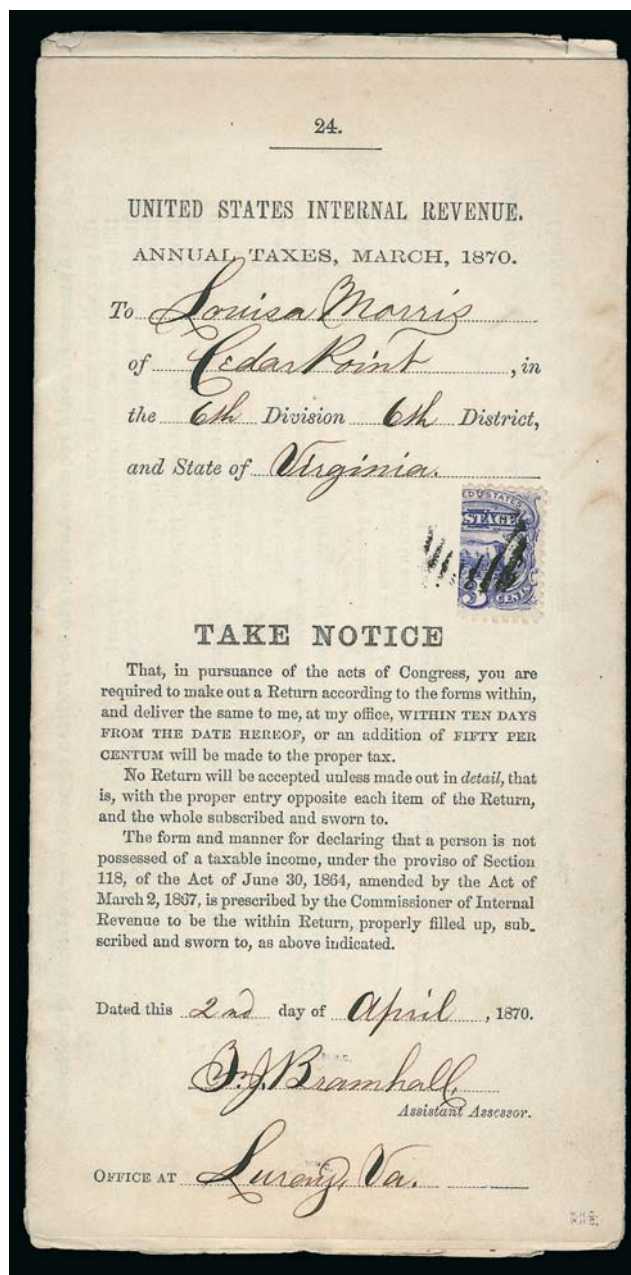 24.
UNITED STATES INTERNAL REVENUE.
ANNUAL TAXES, MARCH, 1870.
To Louisa Morris
of Cedar Point, in
the 6th Division 6th District,
and State of Virginia.
ED STATES
STAGE
3 CENTS
TAKE NOTICE
That, in pursuance of the acts of Congress, you are
required to make out a Return according to the forms within,
and deliver the same to me, at my office, WITHIN TEN DAYS
FROM THE DATE HEREOF, or an addition of FIFTY PER
CENTUM will be made to the proper tax.
No Return will be accepted unless made out in detail, that
is, with the proper entry opposite each item of the Return,
and the whole subscribed and sworn to.
The form and manner for declaring that a person is not
possessed of a taxable income, under the proviso of Section
118, of the Act of June 30, 1864, amended by the Act of
March 2, 1867, is prescribed by the Commissioner of Internal
Revenue to be the within Return, properly filled up, sub-
scribed and sworn to, as above indicated.
Dated this 2nd day of April, 1870.
Bramhall
Assistant Assessor.
OFFICE AT Luray, Va.